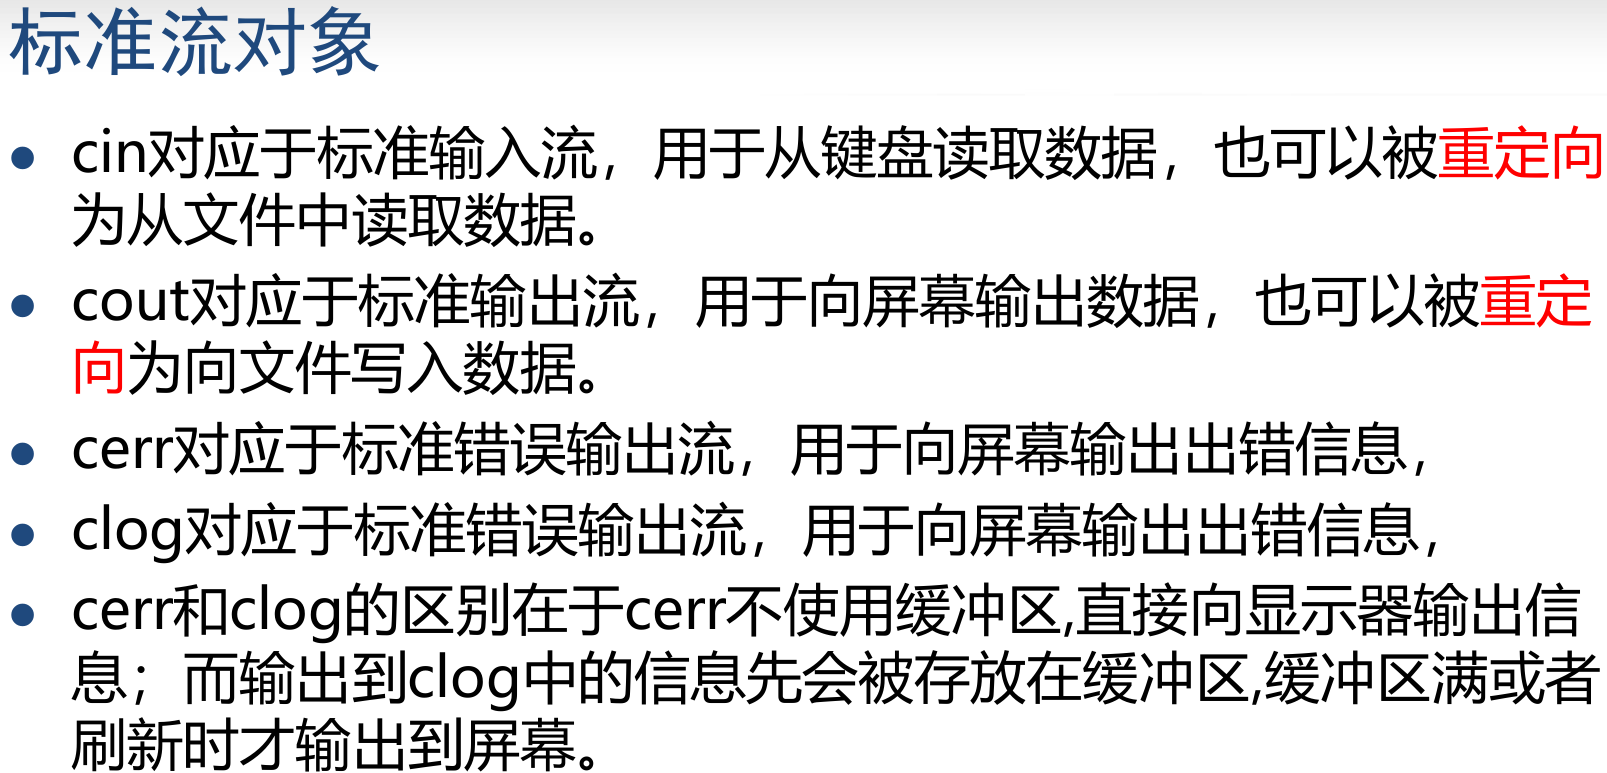 标准流对象
● cin对应于标准输入流，用于从键盘读取数据，也可以被重定向
为从文件中读取数据。
● cout对应于标准输出流，用于向屏幕输出数据，也可以被重定
向为向文件写入数据。
● cerr对应于标准错误输出流，用于向屏幕输出出错信息，
● clog对应于标准错误输出流，用于向屏幕输出出错信息，
● cerr和clog的区别在于cerr不使用缓冲区,直接向显示器输出信
息；而输出到clog中的信息先会被存放在缓冲区,缓冲区满或者
刷新时才输出到屏幕。